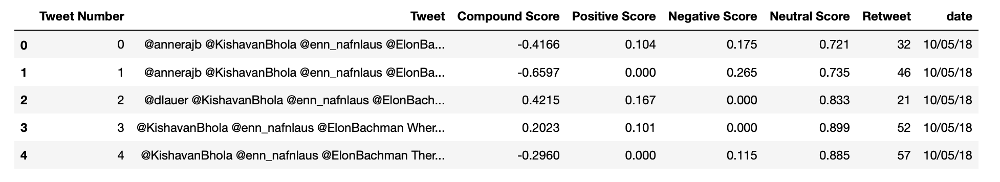 Tweet Number Tweet Compound Score Positive Score Negative Score Neutral Score Retweet date
0 0 @annerajb @KishavanBhola @enn_nafnlaus @ElonBa... -0.4166 0.104 0.175 0.721 32 10/05/18
1 1 @annerajb @KishavanBhola @enn_nafnlaus @ElonBa... -0.6597 0.000 0.265 0.735 46 10/05/18
2 2 @dlauer @KishavanBhola @enn_nafnlaus @ElonBach... 0.4215 0.167 0.000 0.833 21 10/05/18
3 3 @KishavanBhola @enn_nafnlaus @ElonBachman Wher... 0.2023 0.101 0.000 0.899 52 10/05/18
4 4 @KishavanBhola @enn_nafnlaus @ElonBachman Ther... -0.2960 0.000 0.115 0.885 57 10/05/18